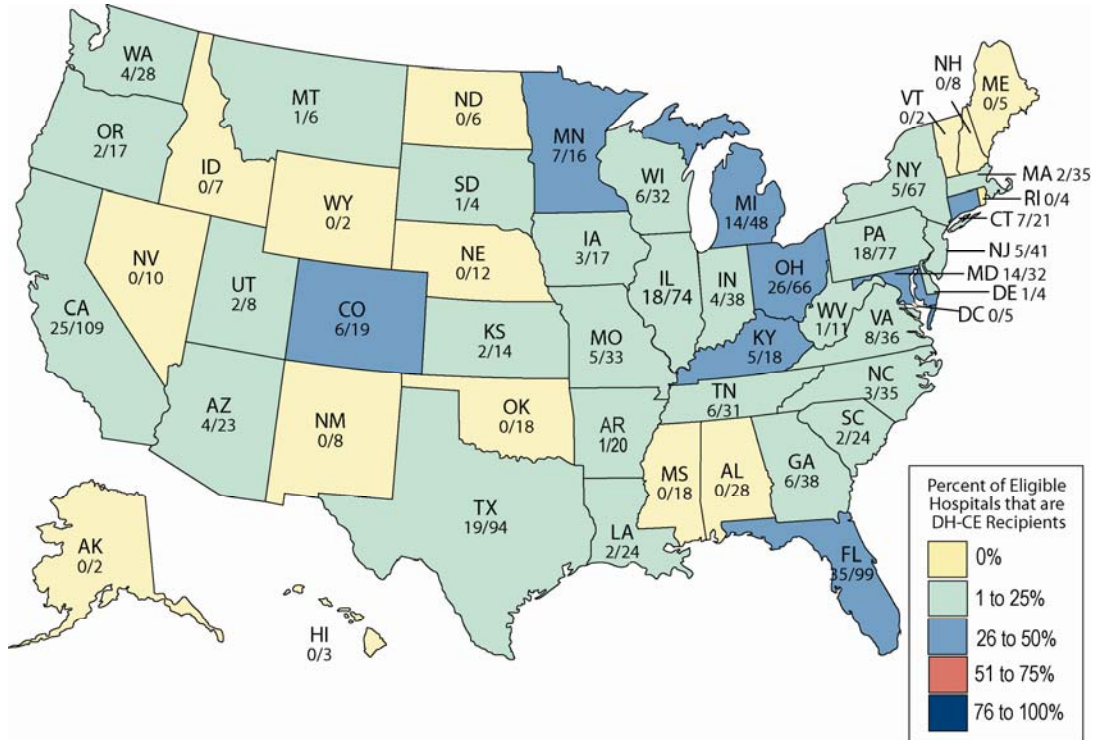 WA
4/28
OR
2/17
CA
25/109
NV
0/10
ID
0/7
MT
1/6
WY
0/2
UT
2/8
AZ
4/23
CO
6/19
NM
0/8
ND
0/6
SD
1/4
NE
0/12
KS
2/14
OK
0/18
TX
19/94
MN
7/16
IA
3/17
MO
5/33
AR
1/20
LA
2/24
WI
6/32
IL
18/74
MI
14/48
IN
4/38
OH
26/66
KY
5/18
TN
6/31
MS
0/18
AL
0/28
GA
6/38
FL
35/99
SC
2/24
NC
3/35
VA
8/36
WV
1/11
PA
18/77
NY
5/67
VT
0/2
NH
0/8
ME
0/5
MA 2/35
RI 0/4
CT 7/21
NJ 5/41
MD 14/32
DE 1/4
DC 0/5
AK
0/2
HI
0/3
Percent of Eligible
Hospitals that are
DH-CE Recipients
0%
1 to 25%
26 to 50%
51 to 75%
76 to 100%